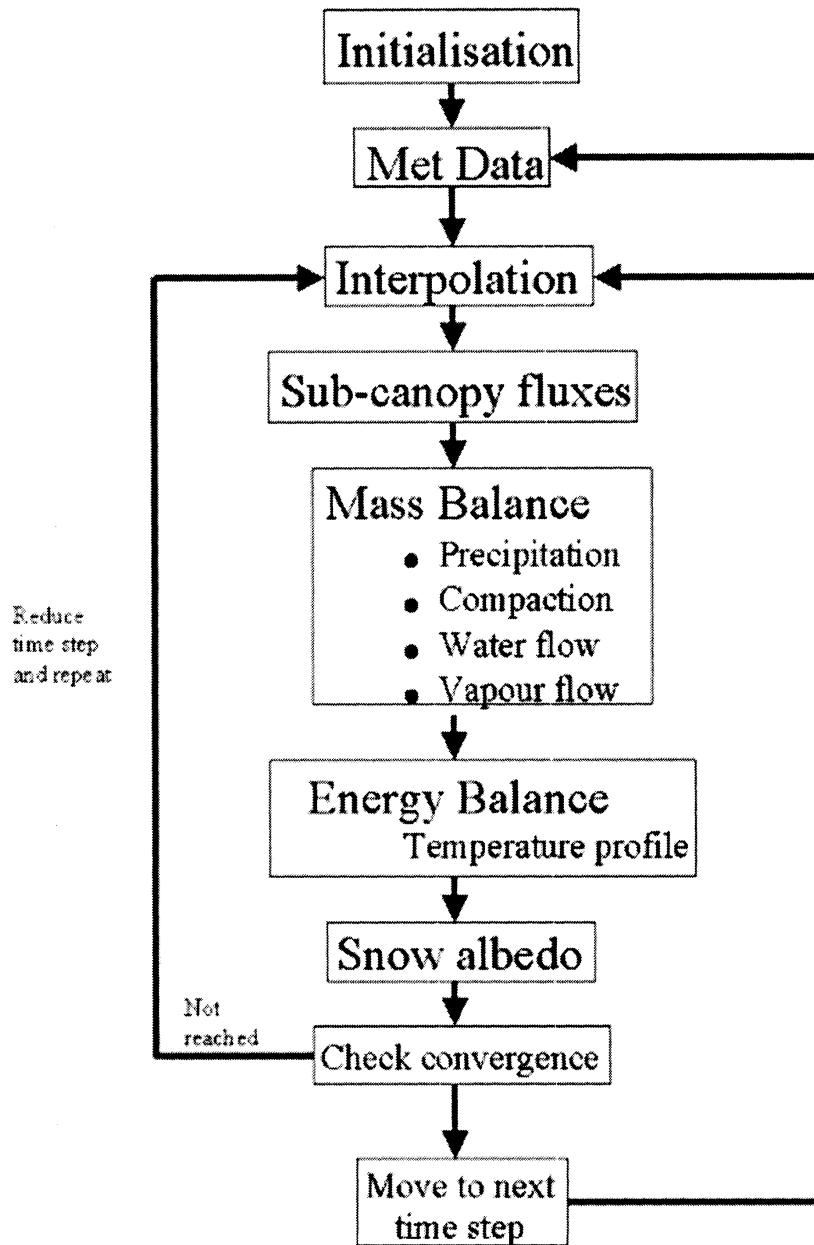 Initialisation
Met Data
Interpolation
Sub-canopy fluxes
Mass Balance
• Precipitation
• Compaction
• Water flow
• Vapour flow
Energy Balance
Temperature profile
Snow albedo
Check convergence
Move to next
time step
Reduce
time step
and repeat
Not
reached